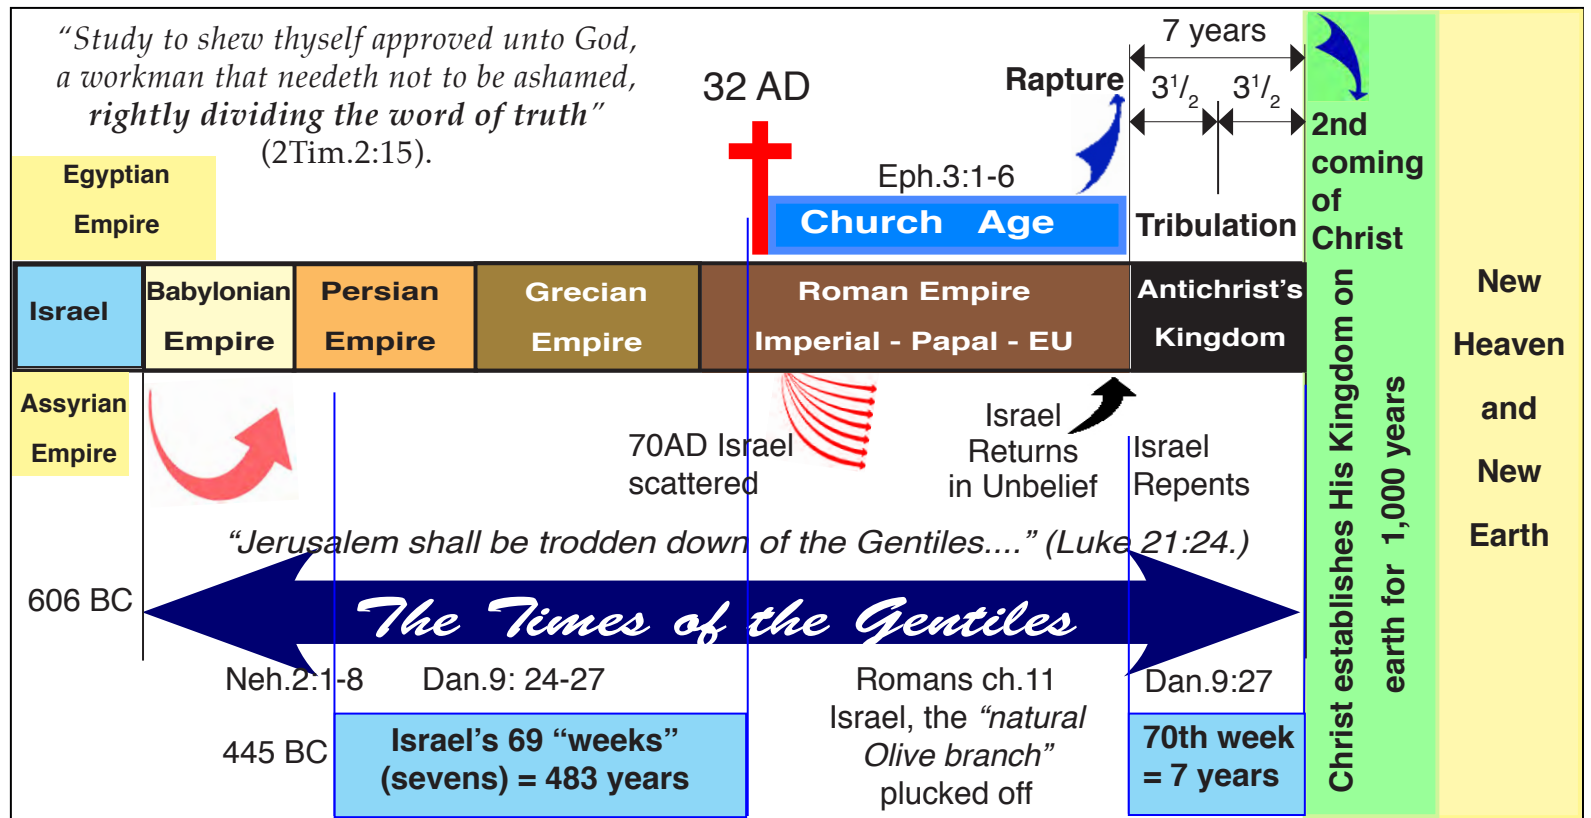 “Study to shew thyself approved unto God,
a workman that needeth not to be ashamed,
rightly dividing the word of truth”
(2Tim.2:15).
32 AD
Rapture
7 years
3 1/2
3 1/2
2nd
coming
of
Christ
Egyptian
Empire
Eph.3:1-6
Church Age
Tribulation
Israel
Babylonian
Empire
Persian
Empire
Grecian
Empire
Roman Empire
Imperial - Papal - EU
Antichrist’s
Kingdom
Christ establishes His Kingdom on
earth for 1,000 years
New
Heaven
and
New
Earth
Assyrian
Empire
70AD Israel
scattered
Israel
Returns
in Unbelief
Israel
Repents
“Jerusalem shall be trodden down of the Gentiles....” (Luke 21:24.)
606 BC
The Times of the Gentiles
Neh.2:1-8
Dan.9: 24-27
Romans ch.11
Israel, the “natural
Olive branch”
plucked off
Dan.9:27
445 BC
Israel’s 69 “weeks”
(sevens) = 483 years
70th week
= 7 years